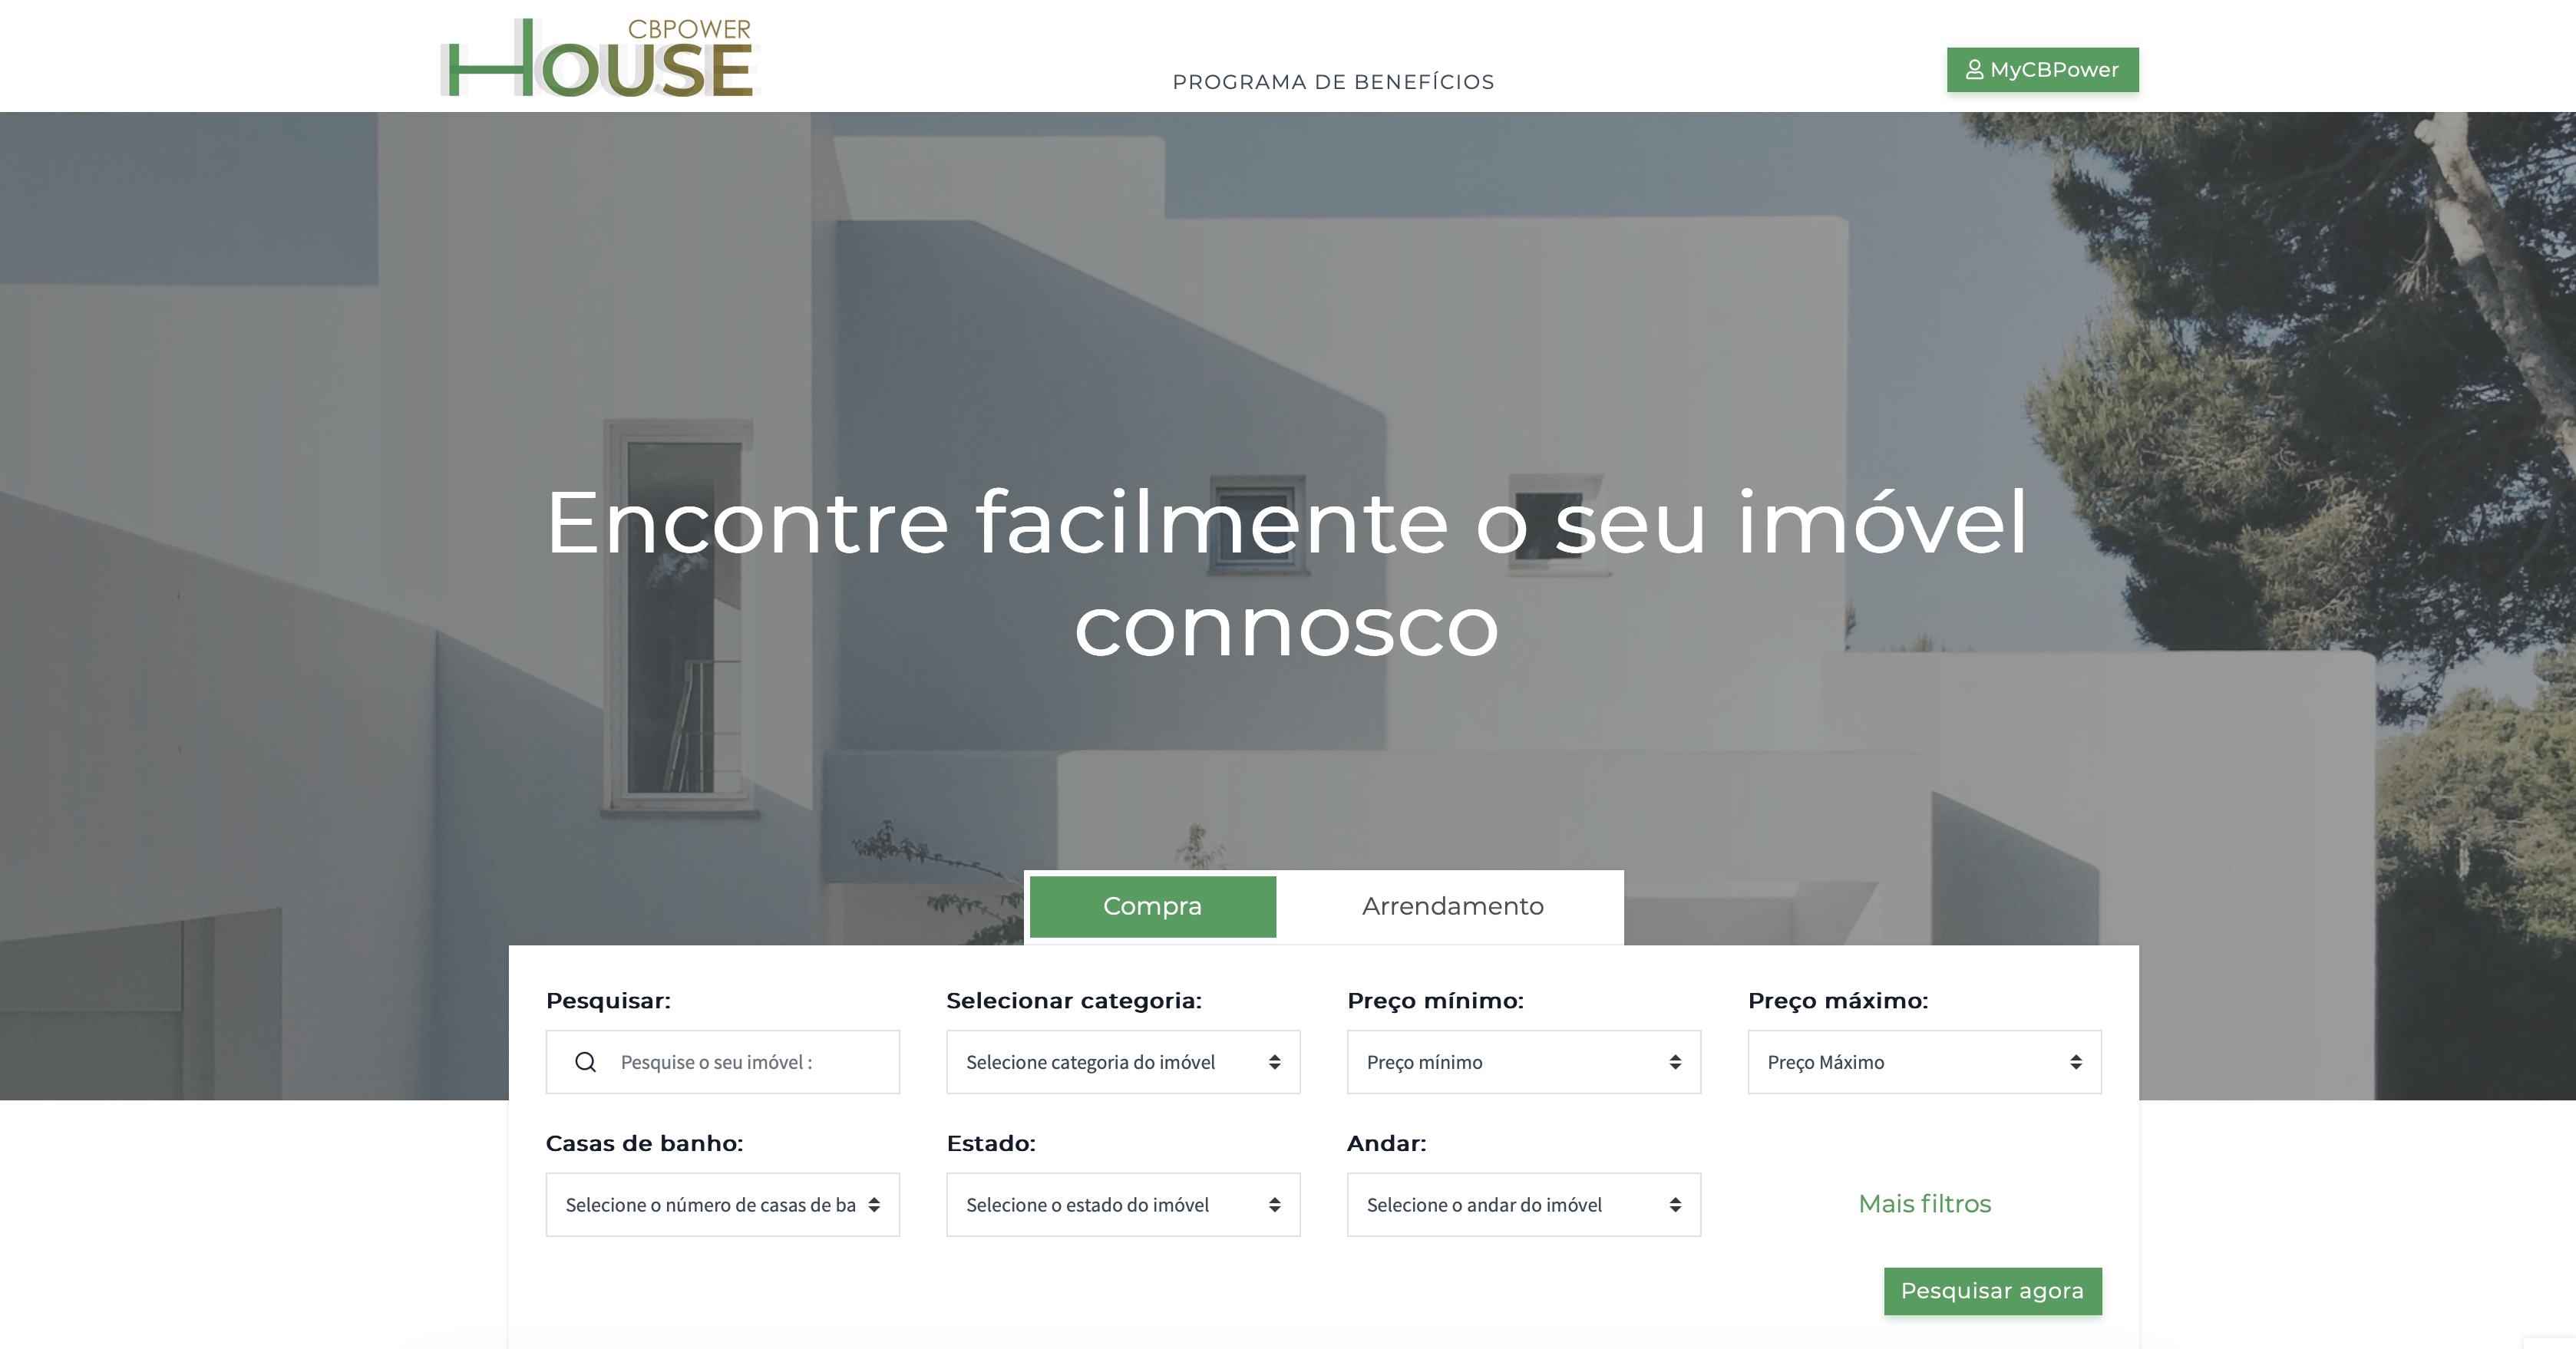 CBPOWER
HOUSE
PROGRAMA DE BENEFÍCIOS
MyCBPower
Encontre facilmente o seu imóvel
connosco
Compra
Arrendamento
Pesquisar:
Selecionar categoria:
Preço mínimo:
Preço máximo:
Pesquise o seu imóvel :
Selecione categoria do imóvel
Preço mínimo
Preço Máximo
Casas de banho:
Estado:
Andar:
Selecione o número de casas de ba
Selecione o estado do imóvel
Selecione o andar do imóvel
Mais filtros
Pesquisar agora